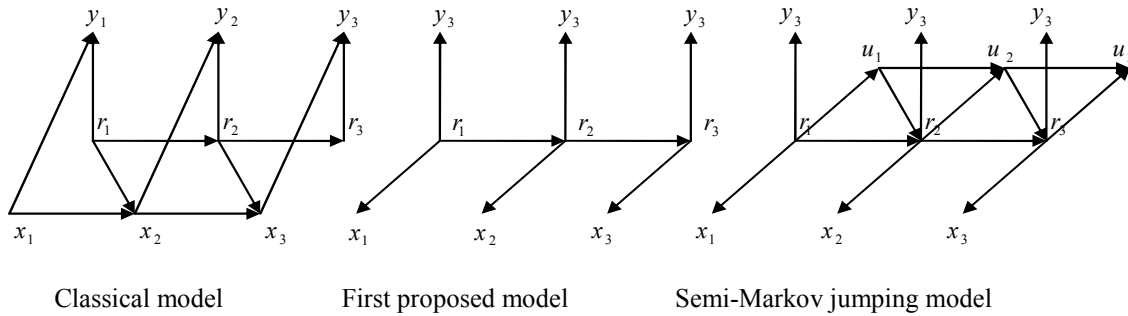 y₁ y₂ y₃ y₃ y₃ y₃ y₃ y₃ y₃
u₁ u₂ u
r₁ r₂ r₃ r₁ r₂ r₃ r₁ r₂ r₃
x₁ x₂ x₃ x₁ x₂ x₃ x₁ x₂ x₃
Classical model First proposed model Semi-Markov jumping model